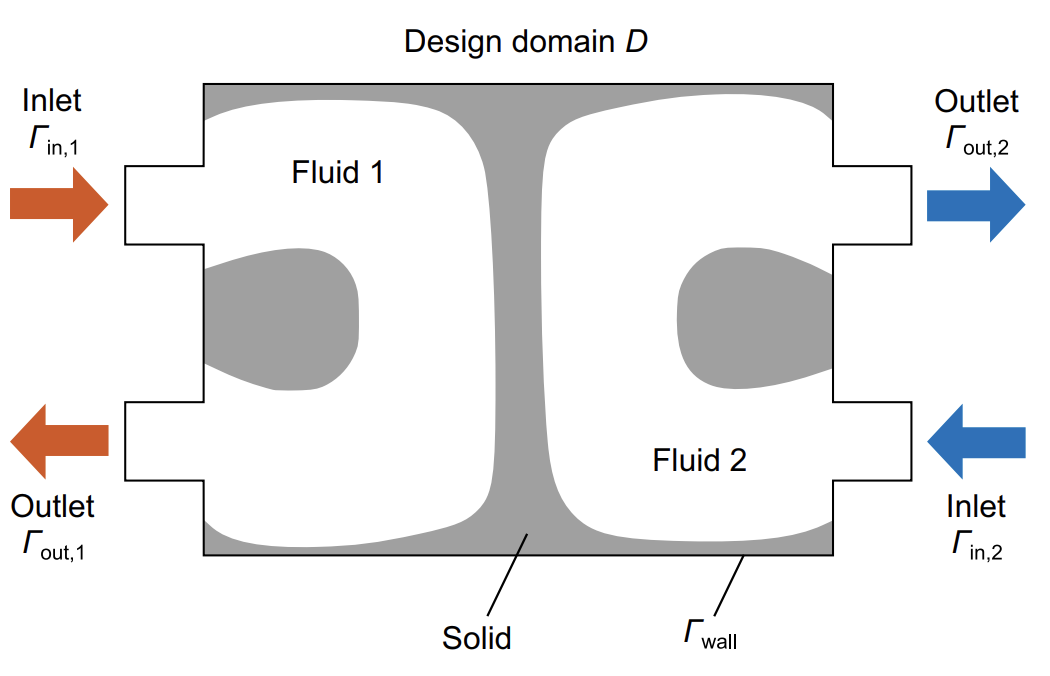 Design domain D
Inlet
Γin,1
Outlet
Γout,2
Fluid 1
Fluid 2
Outlet
Γout,1
Inlet
Γin,2
Solid
Γwall